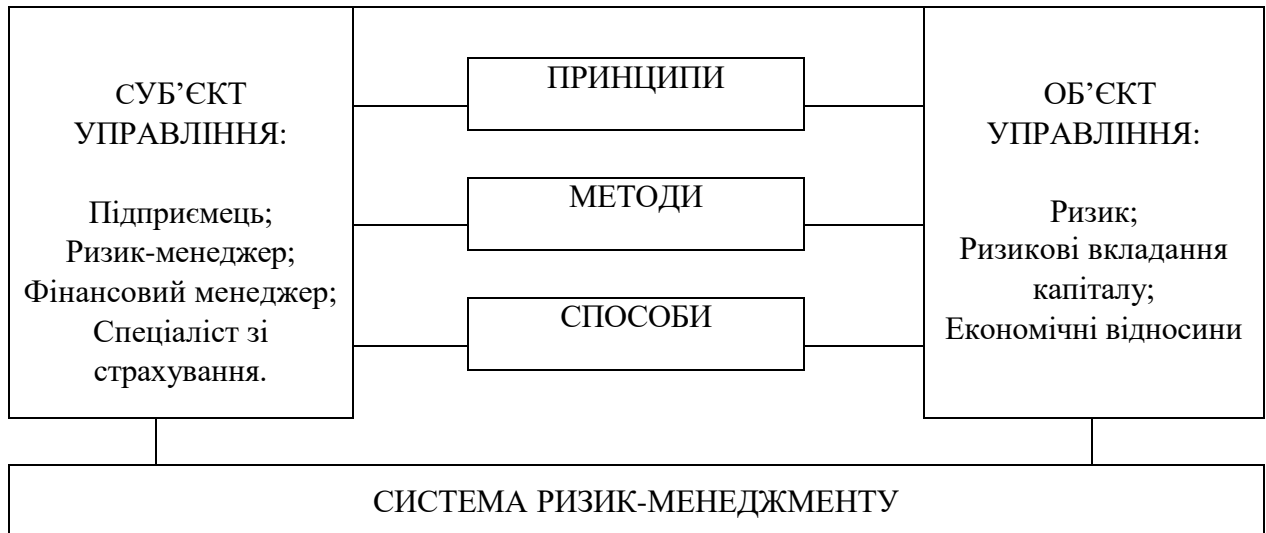 СУБ’ЄКТ
УПРАВЛІННЯ:
Підприємець;
Ризик-менеджер;
Фінансовий менеджер;
Спеціаліст зі
страхування.
ПРИНЦИПИ
МЕТОДИ
СПОСОБИ
ОБ’ЄКТ
УПРАВЛІННЯ:
Ризик;
Ризикові вкладання
капіталу;
Економічні відносини
СИСТЕМА РИЗИК-МЕНЕДЖМЕНТУ